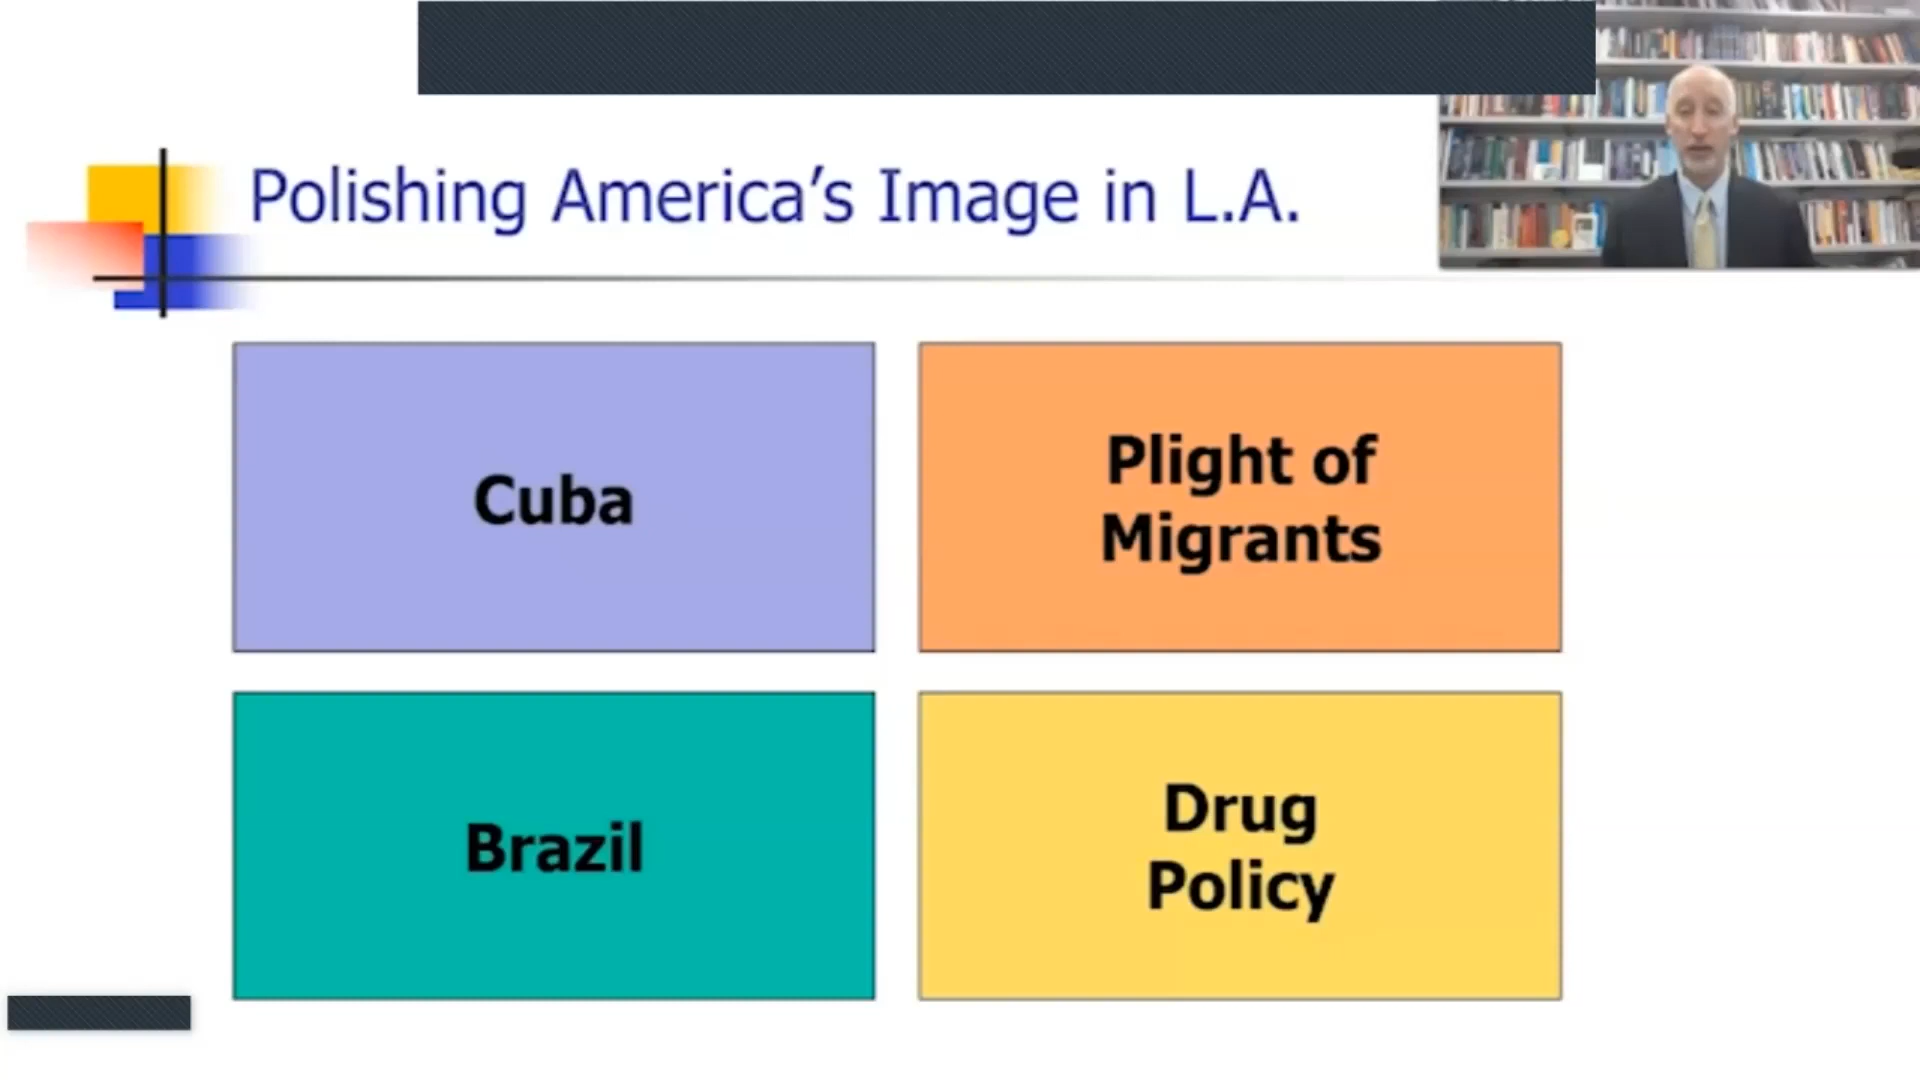 Polishing America's Image in L.A.
Cuba
Plight of
Migrants
Brazil
Drug
Policy